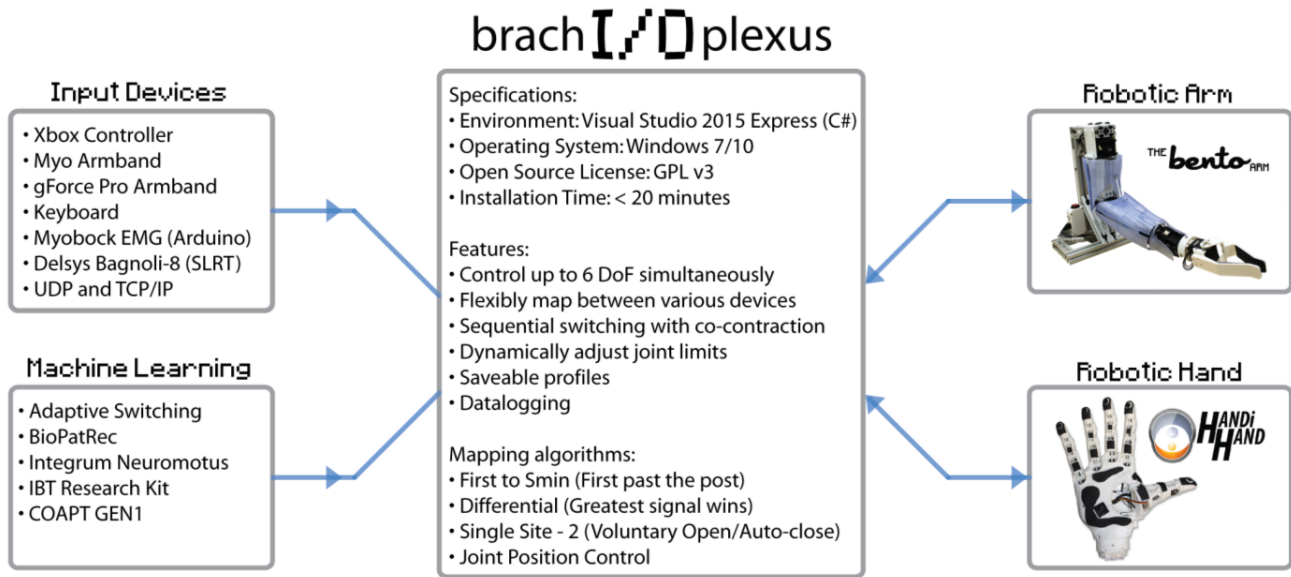 brachI/Oplexus
Input Devices
• Xbox Controller
• Myo Armband
• gForce Pro Armband
• Keyboard
• Myobock EMG (Arduino)
• Delsys Bagnoli-8 (SLRT)
• UDP and TCP/IP
Machine Learning
• Adaptive Switching
• BioPatRec
• Integrum Neuromotus
• IBT Research Kit
• COAPT GEN1
Specifications:
• Environment: Visual Studio 2015 Express (C#)
• Operating System: Windows 7/10
• Open Source License: GPL v3
• Installation Time: < 20 minutes
Features:
• Control up to 6 DoF simultaneously
• Flexibly map between various devices
• Sequential switching with co-contraction
• Dynamically adjust joint limits
• Saveable profiles
• Datalogging
Mapping algorithms:
• First to Smin (First past the post)
• Differential (Greatest signal wins)
• Single Site - 2 (Voluntary Open/Auto-close)
• Joint Position Control
Robotic Arm
THE bento ARM
Robotic Hand
HANDi
HAND